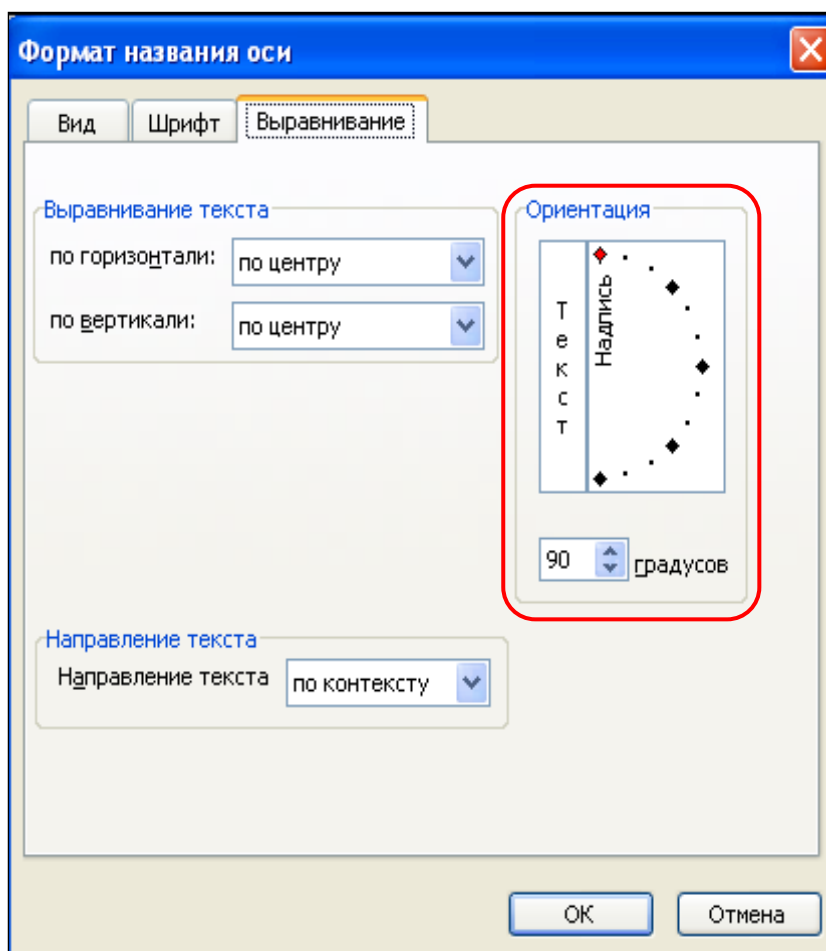 Формат названия оси
Вид Шрифт Выравнивание
Выравнивание текста
по горизонтали: по центру
по вертикали: по центру
Ориентация
Текст
Надпись
90 градусов
Направление текста
Направление текста по контексту
ОК Отмена